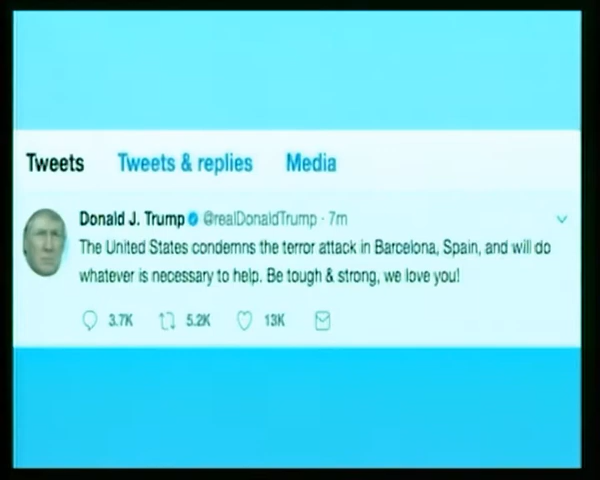 Tweets Tweets & replies Media
Donald J. Trump @realDonaldTrump · 7m
The United States condemns the terror attack in Barcelona, Spain, and will do
whatever is necessary to help. Be tough & strong, we love you!
3.7K 5.2K 13K